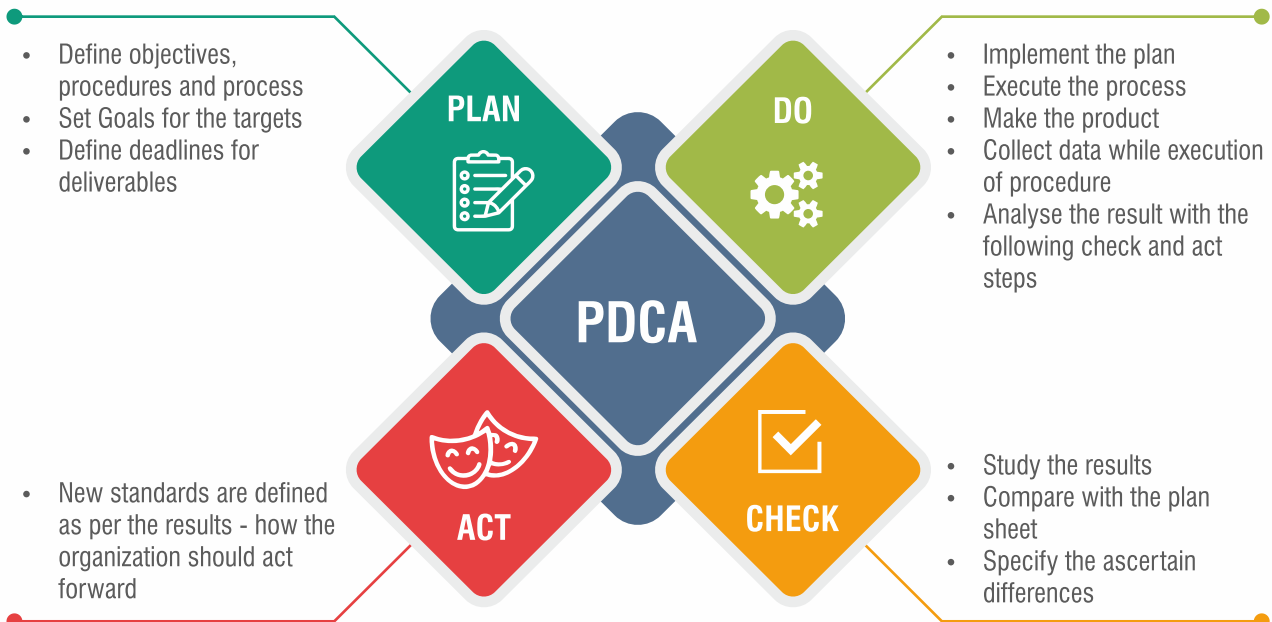 PLAN
• Define objectives,
procedures and process
• Set Goals for the targets
• Define deadlines for
deliverables
DO
• Implement the plan
• Execute the process
• Make the product
• Collect data while execution
of procedure
• Analyse the result with the
following check and act
steps
PDCA
ACT
• New standards are defined
as per the results - how the
organization should act
forward
CHECK
• Study the results
• Compare with the plan
sheet
• Specify the ascertain
differences